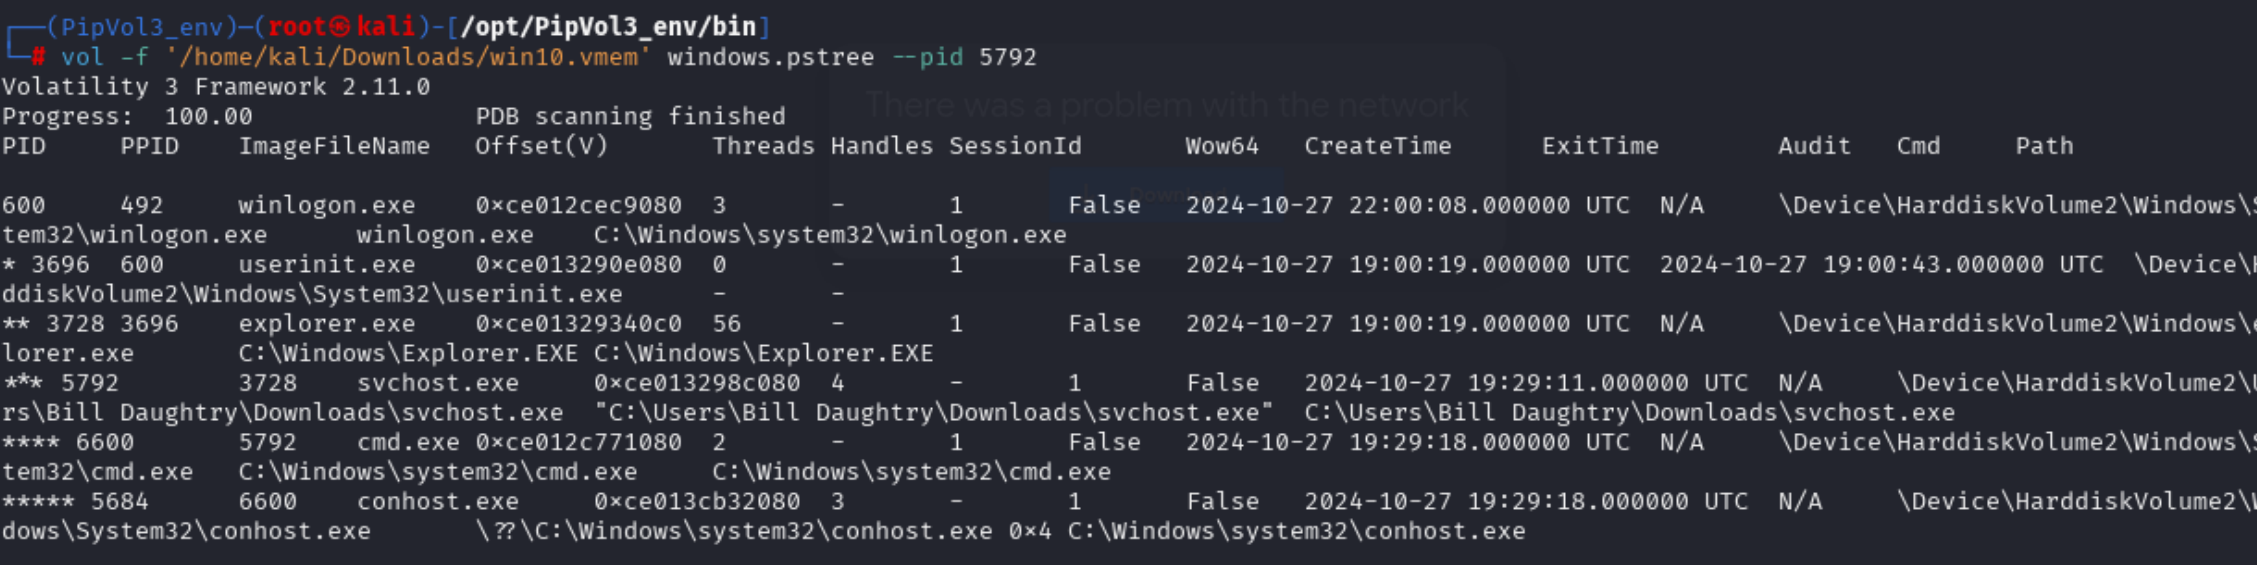 ┌──(PipVol3_env)─(root㉿kali)-[/opt/PipVol3_env/bin]
└─# vol -f '/home/kali/Downloads/win10.vmem' windows.pstree --pid 5792
Volatility 3 Framework 2.11.0
Progress:  100.00               PDB scanning finished
There was a problem with the network
PID     PPID    ImageFileName   Offset(V)       Threads Handles SessionId       Wow64   CreateTime      ExitTime        Audit   Cmd     Path
Download
600     492     winlogon.exe    0xce012cec9080  3       -       1       False   2024-10-27 22:00:08.000000 UTC  N/A     \Device\HarddiskVolume2\Windows\S
tem32\winlogon.exe      winlogon.exe    C:\Windows\system32\winlogon.exe
* 3696  600     userinit.exe    0xce013290e080  0       -       1       False   2024-10-27 19:00:19.000000 UTC  2024-10-27 19:00:43.000000 UTC  \Device\H
ddiskVolume2\Windows\System32\userinit.exe      -       -
** 3728 3696    explorer.exe    0xce01329340c0  56      -       1       False   2024-10-27 19:00:19.000000 UTC  N/A     \Device\HarddiskVolume2\Windows\e
lorer.exe       C:\Windows\Explorer.EXE C:\Windows\Explorer.EXE
*** 5792        3728    svchost.exe     0xce013298c080  4       -       1       False   2024-10-27 19:29:11.000000 UTC  N/A     \Device\HarddiskVolume2\U
rs\Bill Daughtry\Downloads\svchost.exe  "C:\Users\Bill Daughtry\Downloads\svchost.exe"  C:\Users\Bill Daughtry\Downloads\svchost.exe
**** 6600       5792    cmd.exe 0xce012c771080  2       -       1       False   2024-10-27 19:29:18.000000 UTC  N/A     \Device\HarddiskVolume2\Windows\S
tem32\cmd.exe   C:\Windows\system32\cmd.exe     C:\Windows\system32\cmd.exe
***** 5684      6600    conhost.exe     0xce013cb32080  3       -       1       False   2024-10-27 19:29:18.000000 UTC  N/A     \Device\HarddiskVolume2\W
dows\System32\conhost.exe       \??\C:\Windows\system32\conhost.exe 0x4 C:\Windows\system32\conhost.exe